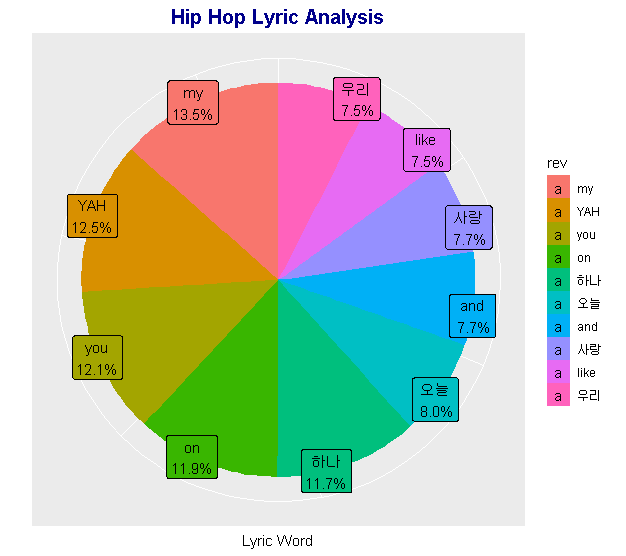 Hip Hop Lyric Analysis
my
13.5%
우리
7.5%
like
7.5%
YAH
12.5%
사랑
7.7%
and
7.7%
you
12.1%
오늘
8.0%
on
11.9%
하나
11.7%
Lyric Word
rev
a my
a YAH
a you
a on
a 하나
a 오늘
a and
a 사랑
a like
a 우리